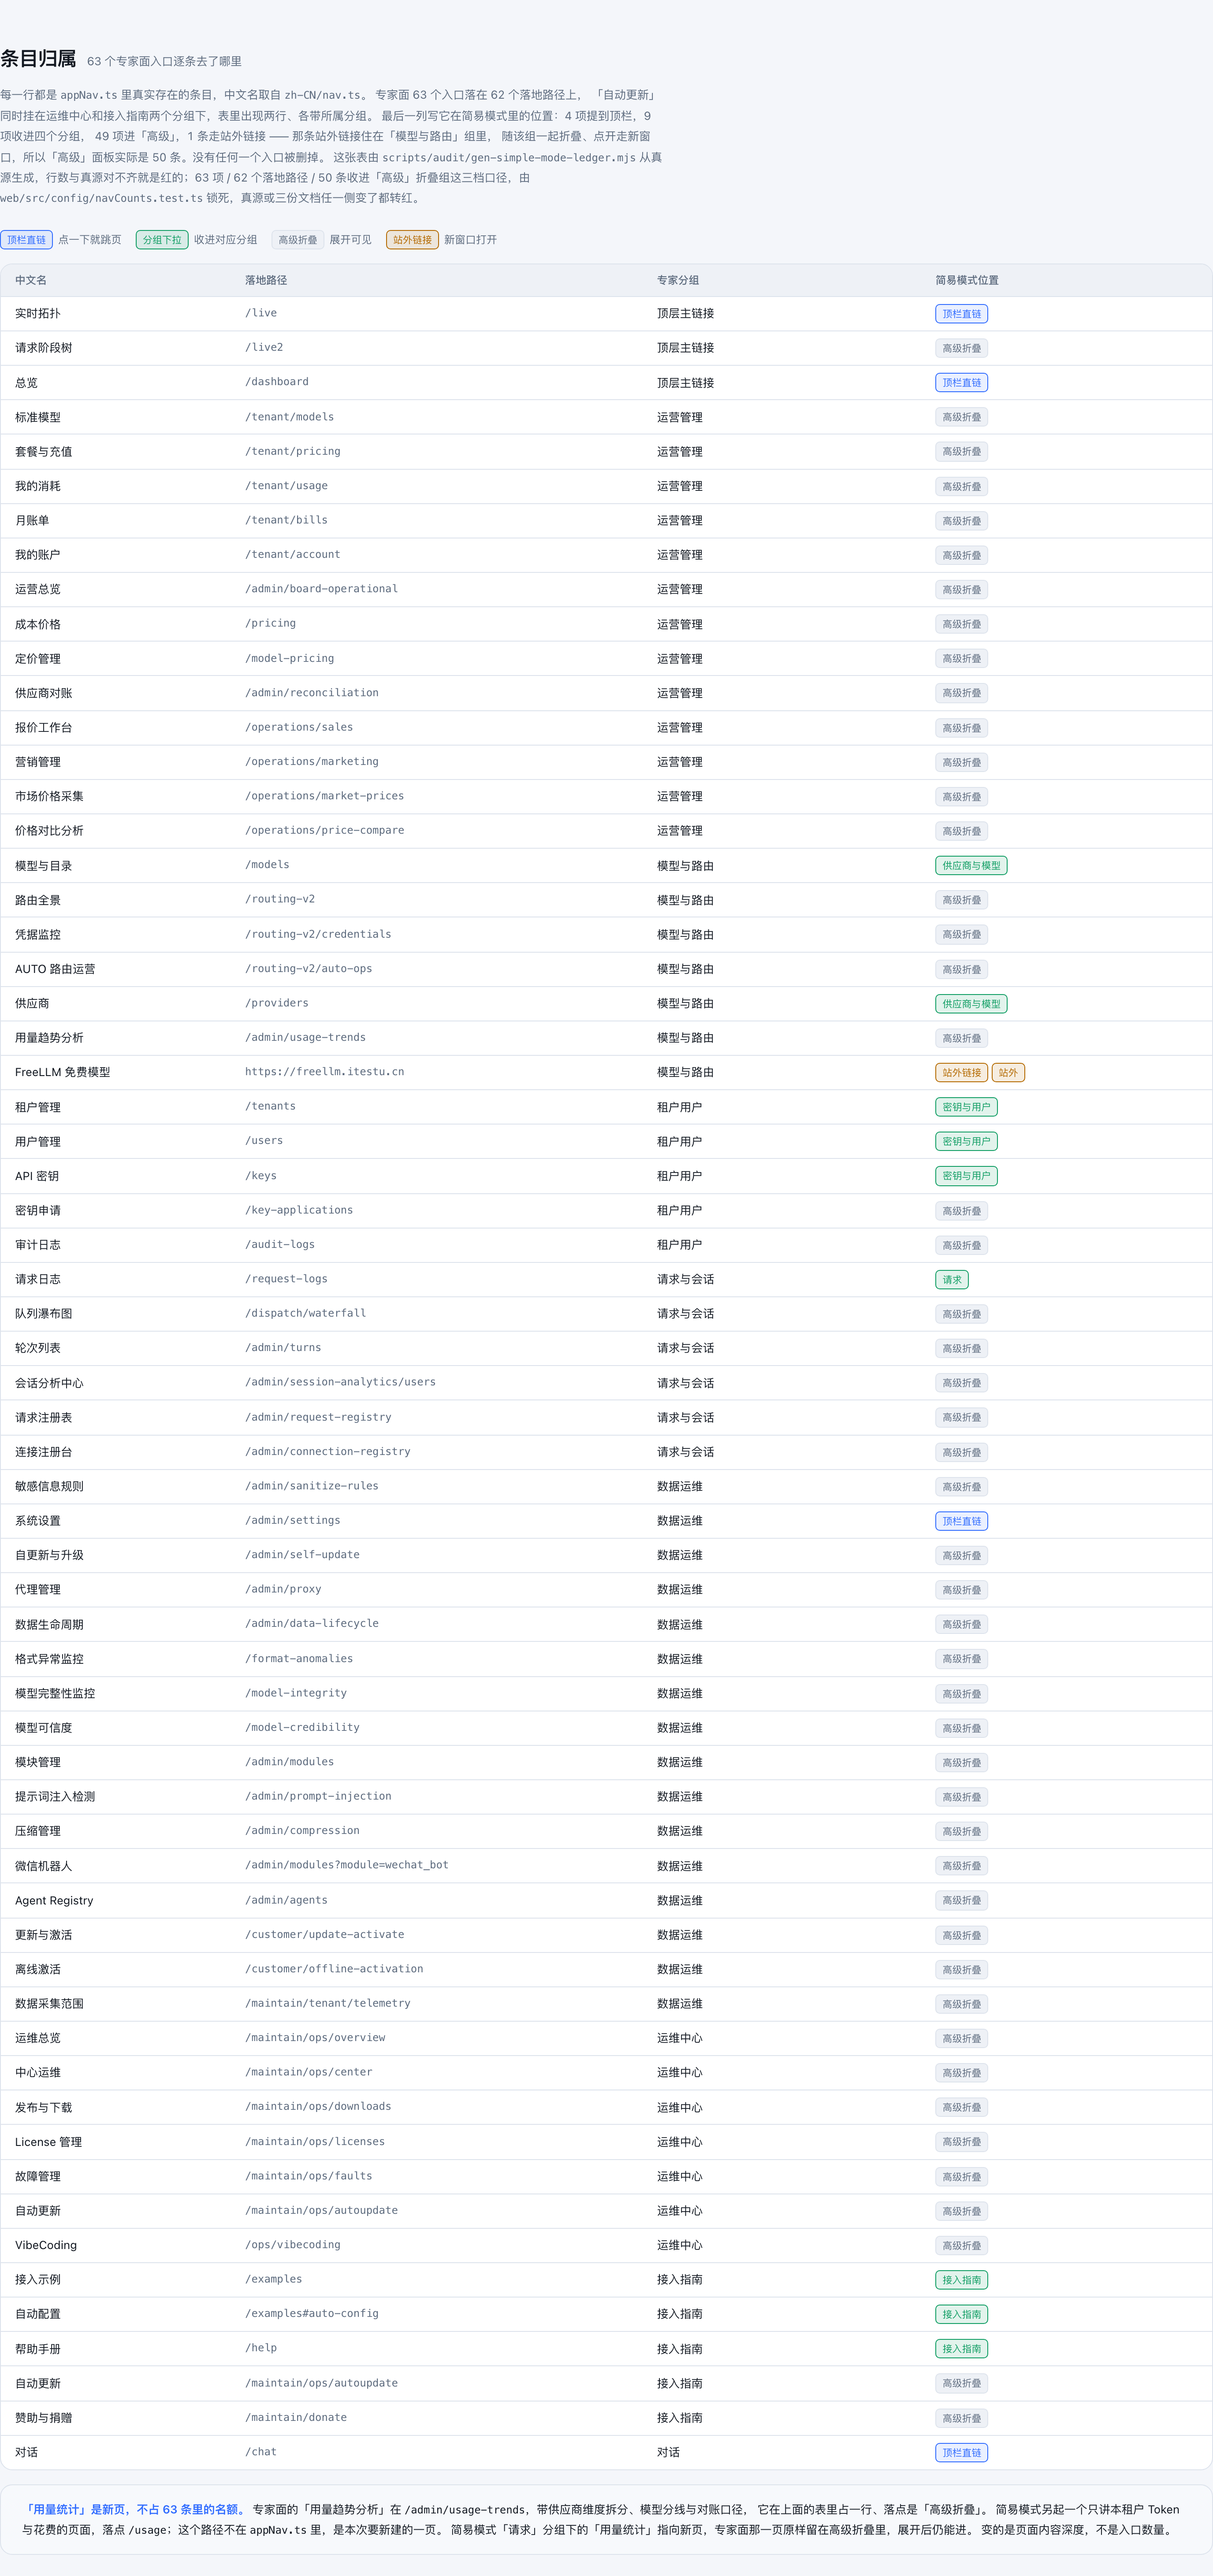 条目归属 63 个专家面入口逐条去了哪里
每一行都是 appNav.ts 里真实存在的条目，中文名取自 zh-CN/nav.ts。 专家面 63 个入口落在 62 个落地路径上， 「自动更新」
同时挂在运维中心和接入指南两个分组下，表里出现两行、各带所属分组。 最后一列写它在简易模式里的位置：4 项提到顶栏，9
项收进四个分组， 49 项进「高级」，1 条走站外链接 —— 那条站外链接住在「模型与路由」组里， 随该组一起折叠、点开走新窗
口，所以「高级」面板实际是 50 条。没有任何一个入口被删掉。 这张表由 scripts/audit/gen-simple-mode-ledger.mjs 从真
源生成，行数与真源对不齐就是红的；63 项 / 62 个落地路径 / 50 条收进「高级」折叠组这三档口径，由
web/src/config/navCounts.test.ts 锁死，真源或三份文档任一侧变了都转红。
顶栏直链 点一下就跳页 分组下拉 收进对应分组 高级折叠 展开可见 站外链接 新窗口打开
中文名 落地路径 专家分组 简易模式位置
实时拓扑 /live 顶层主链接 顶栏直链
请求阶段树 /live2 顶层主链接 高级折叠
总览 /dashboard 顶层主链接 顶栏直链
标准模型 /tenant/models 运营管理 高级折叠
套餐与充值 /tenant/pricing 运营管理 高级折叠
我的消耗 /tenant/usage 运营管理 高级折叠
月账单 /tenant/bills 运营管理 高级折叠
我的账户 /tenant/account 运营管理 高级折叠
运营总览 /admin/board-operational 运营管理 高级折叠
成本价格 /pricing 运营管理 高级折叠
定价管理 /model-pricing 运营管理 高级折叠
供应商对账 /admin/reconciliation 运营管理 高级折叠
报价工作台 /operations/sales 运营管理 高级折叠
营销管理 /operations/marketing 运营管理 高级折叠
市场价格采集 /operations/market-prices 运营管理 高级折叠
价格对比分析 /operations/price-compare 运营管理 高级折叠
模型与目录 /models 模型与路由 供应商与模型
路由全景 /routing-v2 模型与路由 高级折叠
凭据监控 /routing-v2/credentials 模型与路由 高级折叠
AUTO 路由运营 /routing-v2/auto-ops 模型与路由 高级折叠
供应商 /providers 模型与路由 供应商与模型
用量趋势分析 /admin/usage-trends 模型与路由 高级折叠
FreeLLM 免费模型 https://freellm.itestu.cn 模型与路由 站外链接 站外
租户管理 /tenants 租户用户 密钥与用户
用户管理 /users 租户用户 密钥与用户
API 密钥 /keys 租户用户 密钥与用户
密钥申请 /key-applications 租户用户 高级折叠
审计日志 /audit-logs 租户用户 高级折叠
请求日志 /request-logs 请求与会话 请求
队列瀑布图 /dispatch/waterfall 请求与会话 高级折叠
轮次列表 /admin/turns 请求与会话 高级折叠
会话分析中心 /admin/session-analytics/users 请求与会话 高级折叠
请求注册表 /admin/request-registry 请求与会话 高级折叠
连接注册台 /admin/connection-registry 请求与会话 高级折叠
敏感信息规则 /admin/sanitize-rules 数据运维 高级折叠
系统设置 /admin/settings 数据运维 顶栏直链
自更新与升级 /admin/self-update 数据运维 高级折叠
代理管理 /admin/proxy 数据运维 高级折叠
数据生命周期 /admin/data-lifecycle 数据运维 高级折叠
格式异常监控 /format-anomalies 数据运维 高级折叠
模型完整性监控 /model-integrity 数据运维 高级折叠
模型可信度 /model-credibility 数据运维 高级折叠
模块管理 /admin/modules 数据运维 高级折叠
提示词注入检测 /admin/prompt-injection 数据运维 高级折叠
压缩管理 /admin/compression 数据运维 高级折叠
微信机器人 /admin/modules?module=wechat_bot 数据运维 高级折叠
Agent Registry /admin/agents 数据运维 高级折叠
更新与激活 /customer/update-activate 数据运维 高级折叠
离线激活 /customer/offline-activation 数据运维 高级折叠
数据采集范围 /maintain/tenant/telemetry 数据运维 高级折叠
运维总览 /maintain/ops/overview 运维中心 高级折叠
中心运维 /maintain/ops/center 运维中心 高级折叠
发布与下载 /maintain/ops/downloads 运维中心 高级折叠
License 管理 /maintain/ops/licenses 运维中心 高级折叠
故障管理 /maintain/ops/faults 运维中心 高级折叠
自动更新 /maintain/ops/autoupdate 运维中心 高级折叠
VibeCoding /ops/vibecoding 运维中心 高级折叠
接入示例 /examples 接入指南 接入指南
自动配置 /examples#auto-config 接入指南 接入指南
帮助手册 /help 接入指南 接入指南
自动更新 /maintain/ops/autoupdate 接入指南 高级折叠
赞助与捐赠 /maintain/donate 接入指南 高级折叠
对话 /chat 对话 顶栏直链
「用量统计」是新页，不占 63 条里的名额。 专家面的「用量趋势分析」在 /admin/usage-trends，带供应商维度拆分、模型分线与对账口径， 它在上面的表里占一行、落点是「高级折叠」。 简易模式另起一个只讲本租户 Token
与花费的页面，落点 /usage；这个路径不在 appNav.ts 里，是本次要新建的一页。 简易模式「请求」分组下的「用量统计」指向新页，专家面那一页原样留在高级折叠里，展开后仍能进。 变的是页面内容深度，不是入口数量。